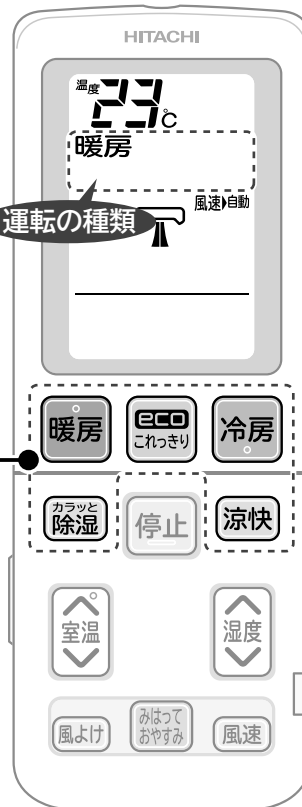 HITACHI
温度23℃
暖房
運転の種類
風速▶自動
暖房
eco
これっきり
冷房
カラッと
除湿
停止
涼快
室温
湿度
風よけ
みはって
おやすみ
風速